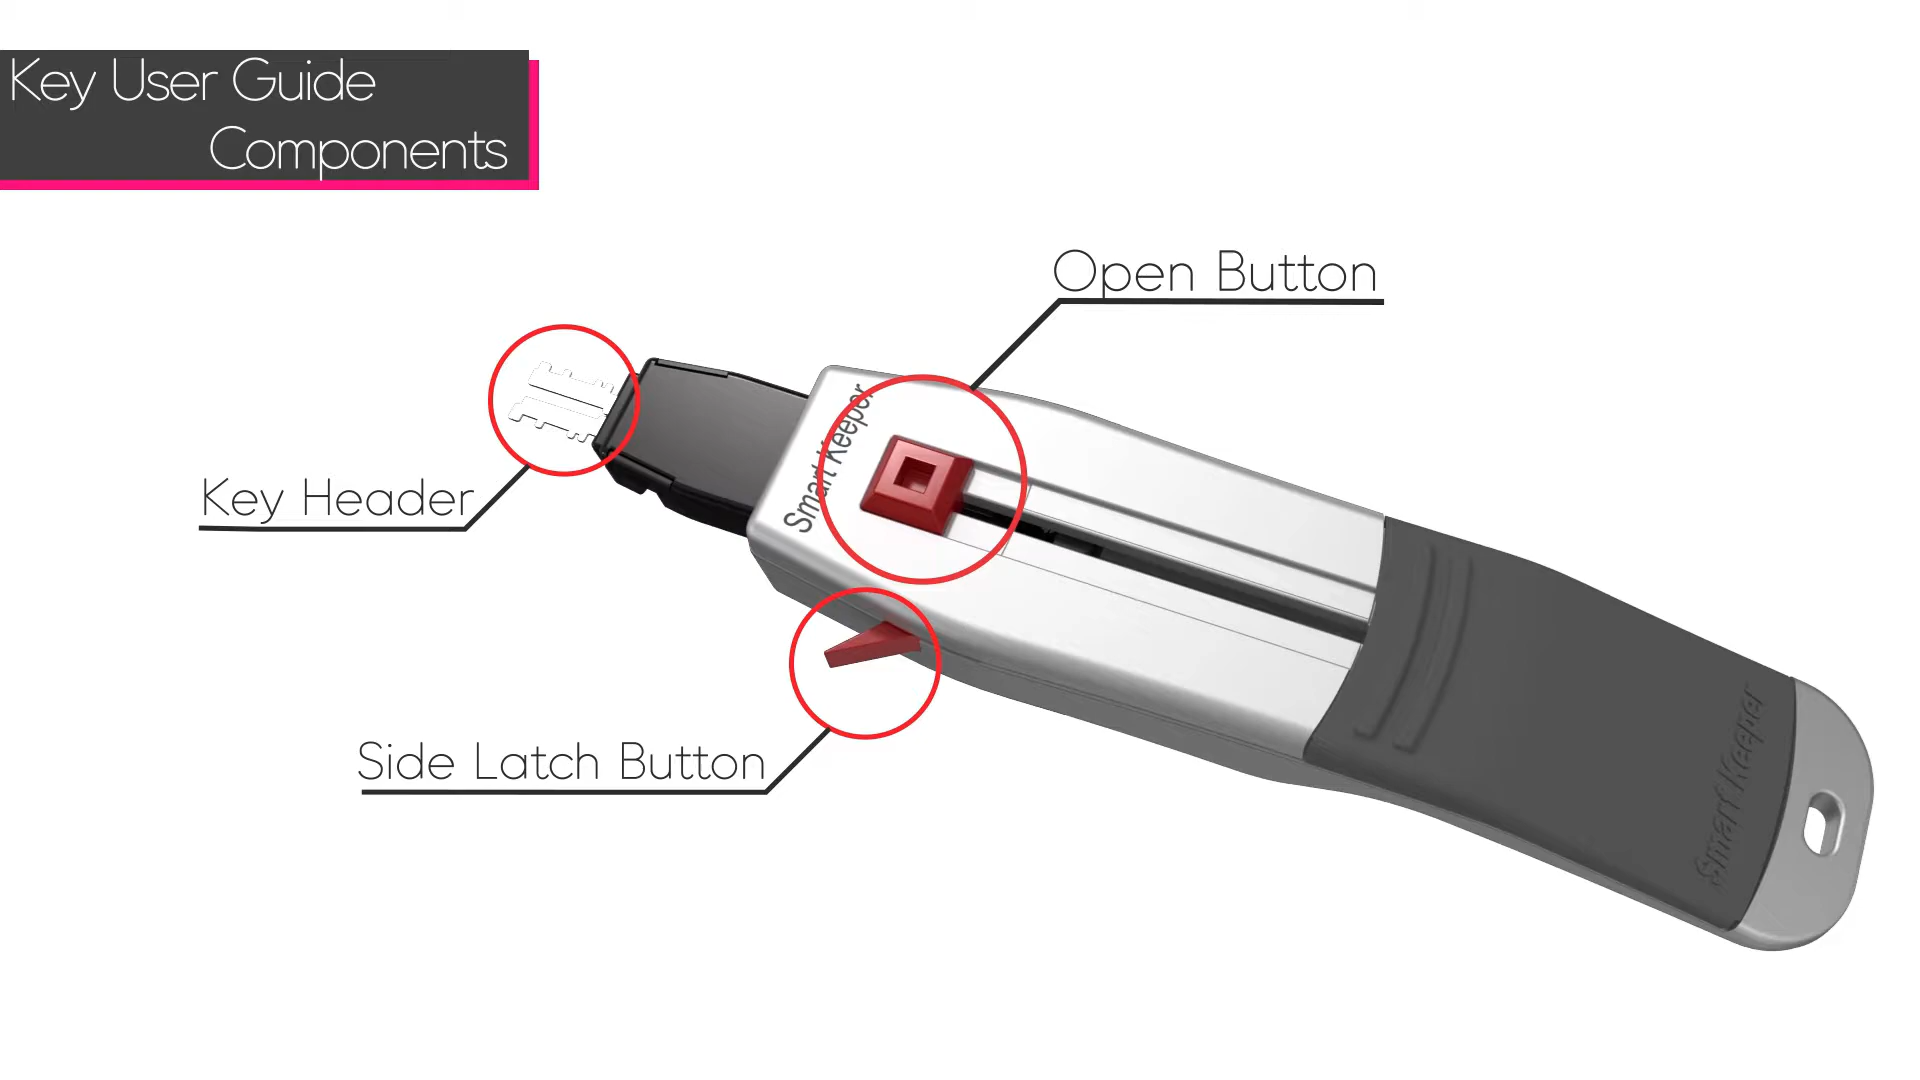 Key User Guide
Components
Open Button
Smart Keeper
Key Header
Side Latch Button
Smart Keeper